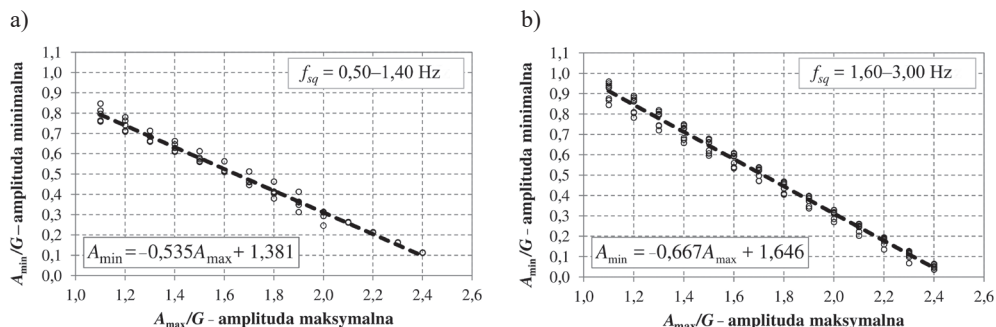 a)
A_min/G – amplituda minimalna
1,1
1,0
0,9
0,8
0,7
0,6
0,5
0,4
0,3
0,2
0,1
0,0
f_sq = 0,50–1,40 Hz
A_min = –0,535A_max + 1,381
1,0 1,2 1,4 1,6 1,8 2,0 2,2 2,4 2,6
A_max/G – amplituda maksymalna
b)
A_min/G - amplituda minimalna
1,1
1,0
0,9
0,8
0,7
0,6
0,5
0,4
0,3
0,2
0,1
0,0
f_sq = 1,60–3,00 Hz
A_min = –0,667A_max + 1,646
1,0 1,2 1,4 1,6 1,8 2,0 2,2 2,4 2,6
A_max/G – amplituda maksymalna